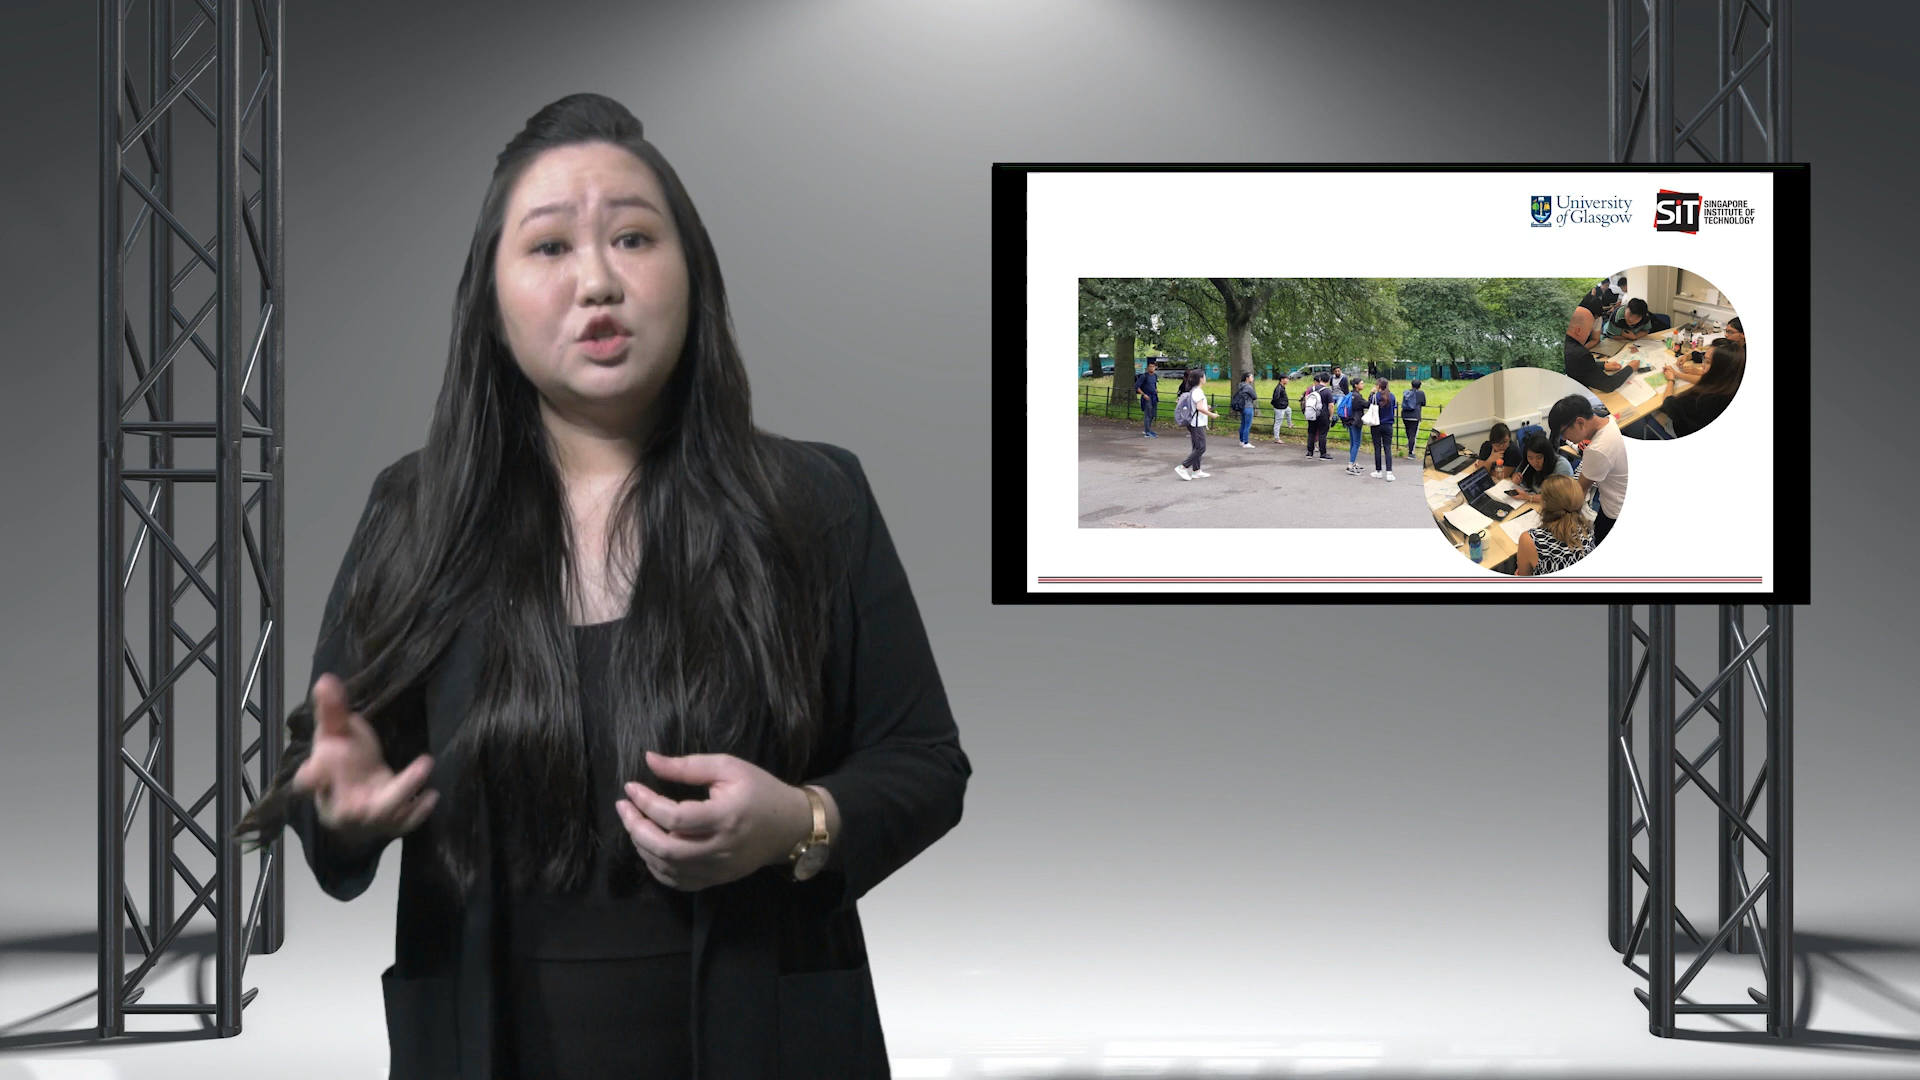 University
of Glasgow
SiT
SINGAPORE
INSTITUTE OF
TECHNOLOGY